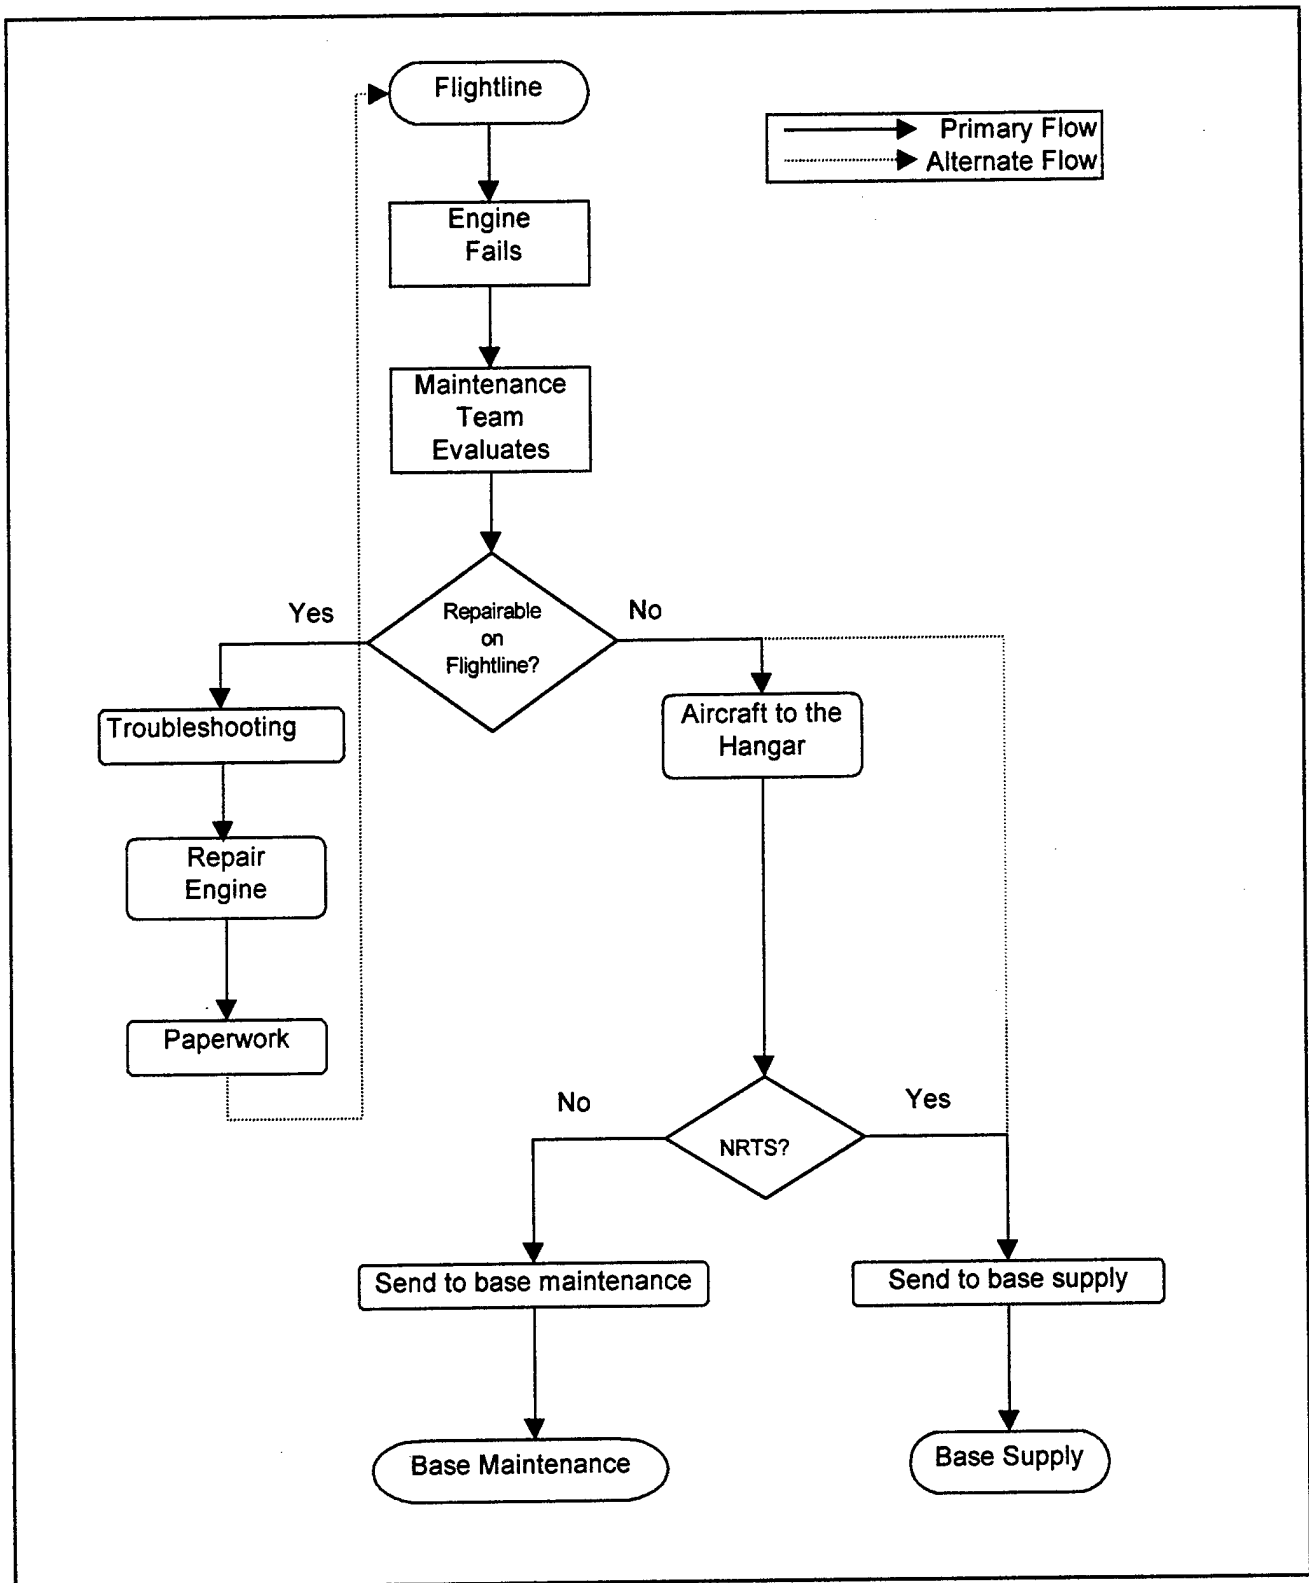 Flightline
Primary Flow
Alternate Flow
Engine
Fails
Maintenance
Team
Evaluates
Yes
No
Repairable
on
Flightline?
Troubleshooting
Aircraft to the
Hangar
Repair
Engine
Paperwork
No
Yes
NRTS?
Send to base maintenance
Send to base supply
Base Maintenance
Base Supply